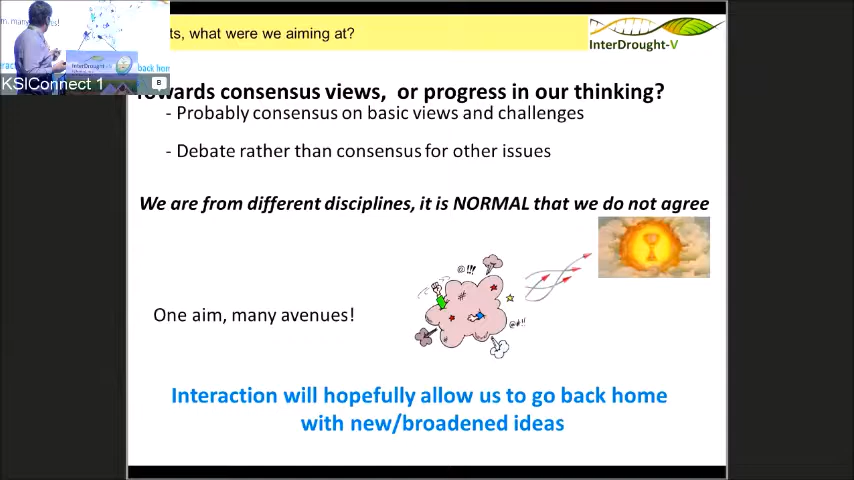 m, many
s!
InterDrought-V
back hom
KSIConnect 1
B
ts, what were we aiming at?
InterDrought-V
Towards consensus views, or progress in our thinking?
- Probably consensus on basic views and challenges
- Debate rather than consensus for other issues
We are from different disciplines, it is NORMAL that we do not agree
@!!!
One aim, many avenues!
@#!!
Interaction will hopefully allow us to go back home
with new/broadened ideas